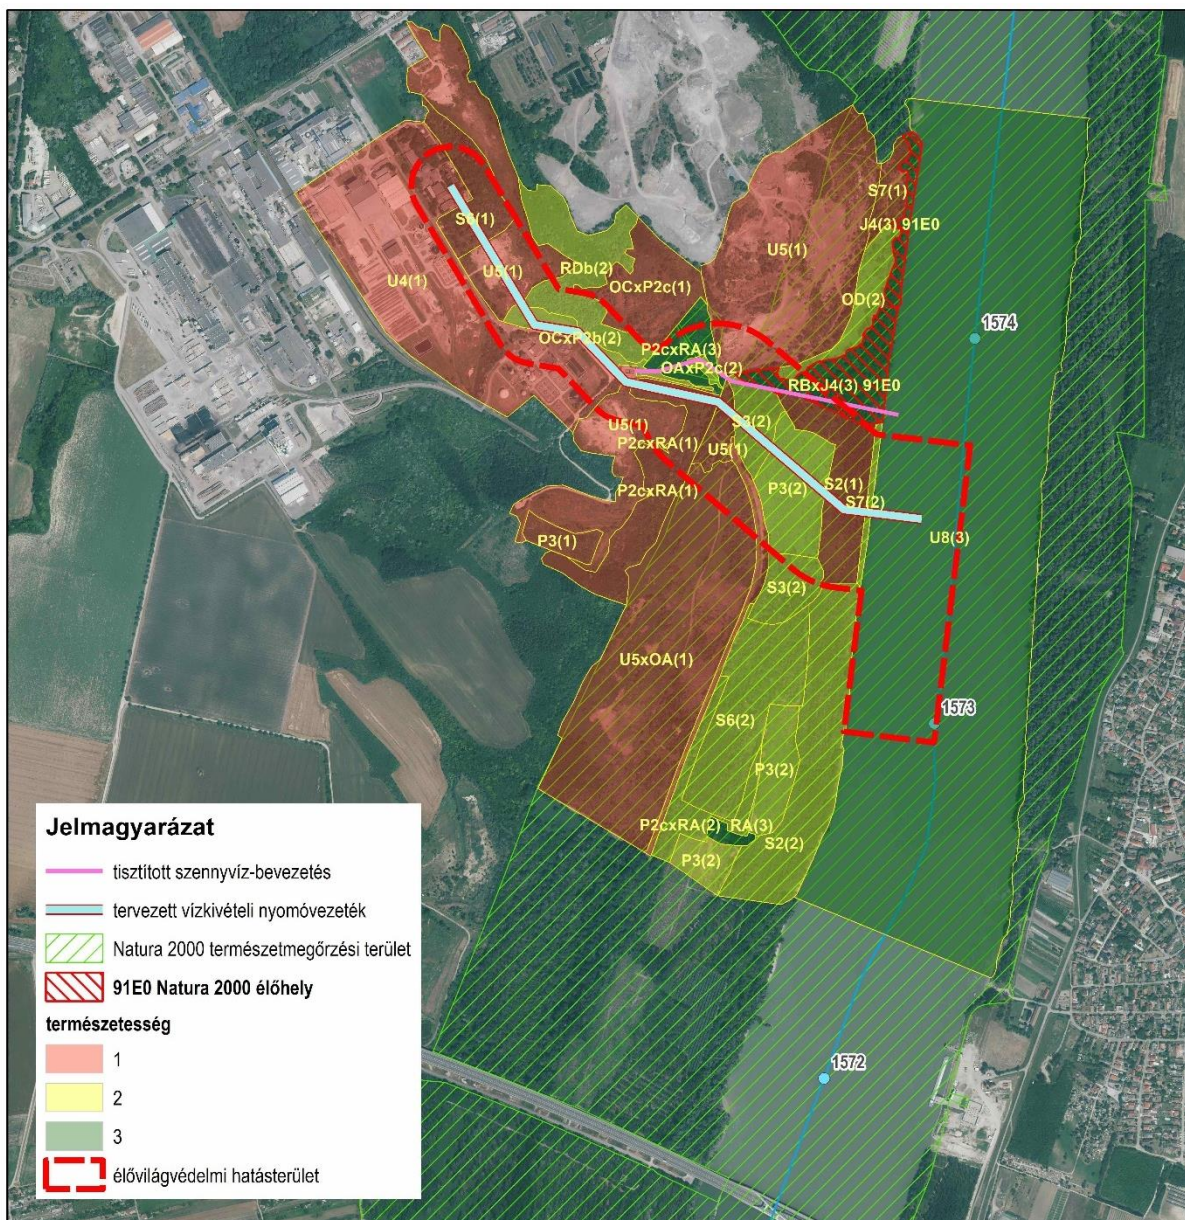 S7(1)
J4(3) 91E0
S6(1)
U5(1)
U5(1)
RDb(2)
U4(1)
OCxP2c(1)
OD(2)
1574
OCxP2b(2)
P2cxRA(3)
OAxP2c(2)
RBxJ4(3) 91E0
U5(1)
S3(2)
P2cxRA(1)
U5(1)
P2cxRA(1)
P3(2)
S2(1)
S7(2)
P3(1)
U8(3)
S3(2)
U5xOA(1)
1573
S6(2)
P3(2)
P2cxRA(2)
RA(3)
S2(2)
P3(2)
1572
Jelmagyarázat
tisztított szennyvíz-bevezetés
tervezett vízkivételi nyomóvezeték
Natura 2000 természetmegőrzési terület
91E0 Natura 2000 élőhely
természetesség
1
2
3
élővilágvédelmi hatásterület